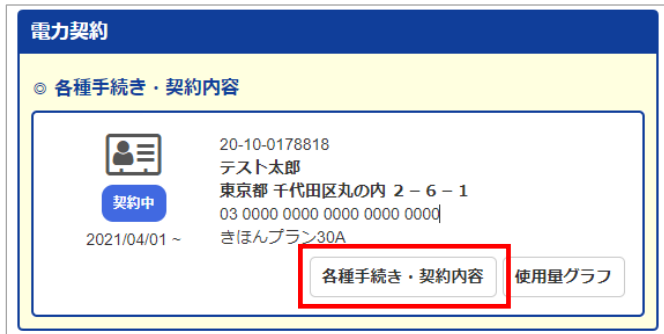 電力契約
◎ 各種手続き・契約内容
20-10-0178818
テスト太郎
東京都 千代田区丸の内 2－6－1
契約中
03 0000 0000 0000 0000 0000
2021/04/01 ~
きほんプラン30A
各種手続き・契約内容
使用量グラフ